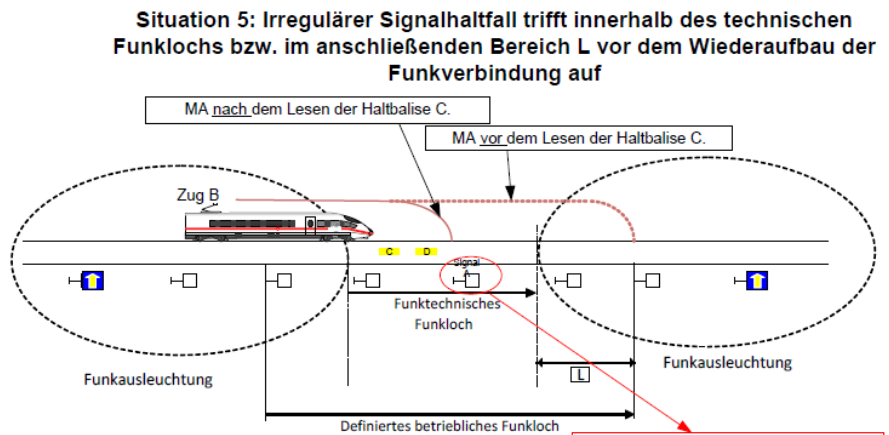 Situation 5: Irregulärer Signalhaltfall trifft innerhalb des technischen
Funklochs bzw. im anschließenden Bereich L vor dem Wiederaufbau der
Funkverbindung auf
MA nach dem Lesen der Haltbalise C.
MA vor dem Lesen der Haltbalise C.
Zug B
C
D
Signal
A
Funktechnisches
Funkloch
L
Funkausleuchtung
Funkausleuchtung
Definiertes betriebliches Funkloch